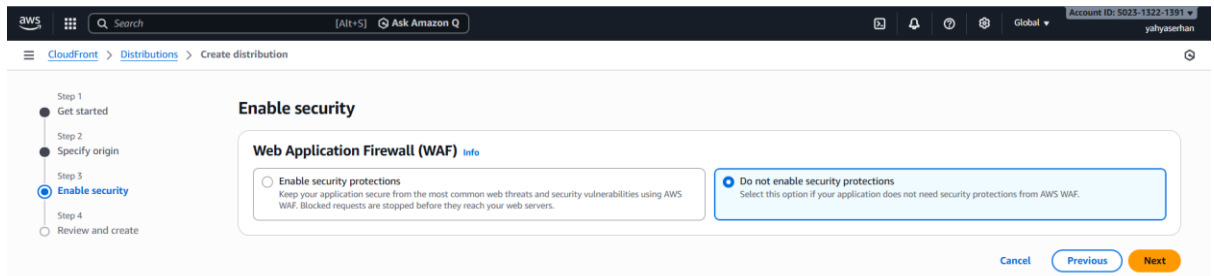 aws
Search [Alt+S] Ask Amazon Q
Global
Account ID: 5023-1322-1391
yahyaserhan
CloudFront > Distributions > Create distribution
Step 1
Get started
Step 2
Specify origin
Step 3
Enable security
Step 4
Review and create
Enable security
Web Application Firewall (WAF) Info
Enable security protections
Keep your application secure from the most common web threats and security vulnerabilities using AWS
WAF. Blocked requests are stopped before they reach your web servers.
Do not enable security protections
Select this option if your application does not need security protections from AWS WAF.
Cancel Previous Next